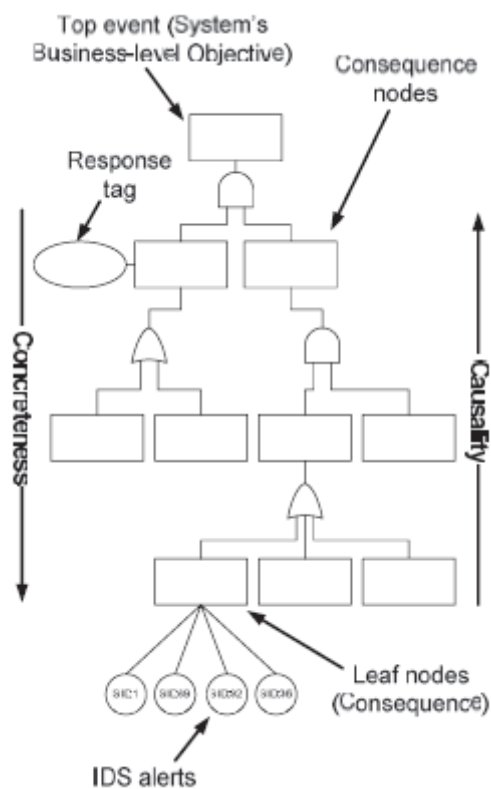 Top event (System's
Business-level Objective)
Consequence
nodes
Response
tag
Concreteness
Causality
SID1
SID99
SID92
SID96
Leaf nodes
(Consequence)
IDS alerts